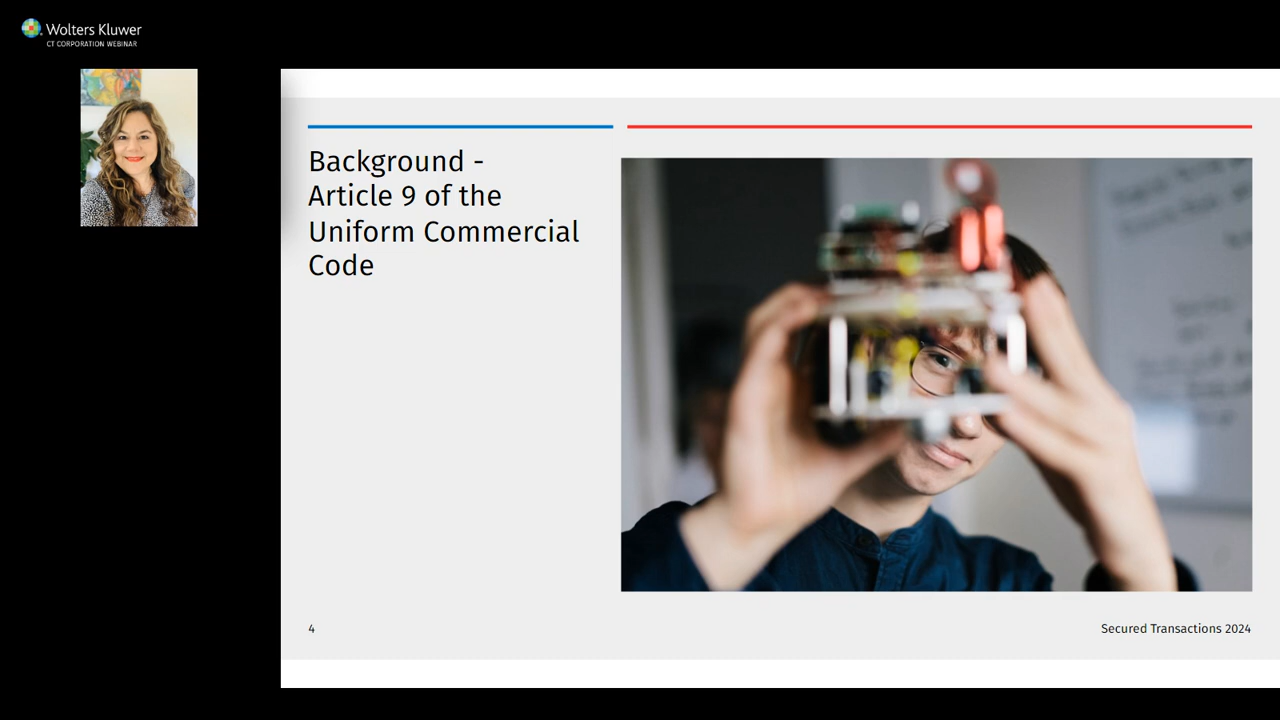 Wolters Kluwer
CT CORPORATION WEBINAR
Background -
Article 9 of the
Uniform Commercial
Code
4
Secured Transactions 2024